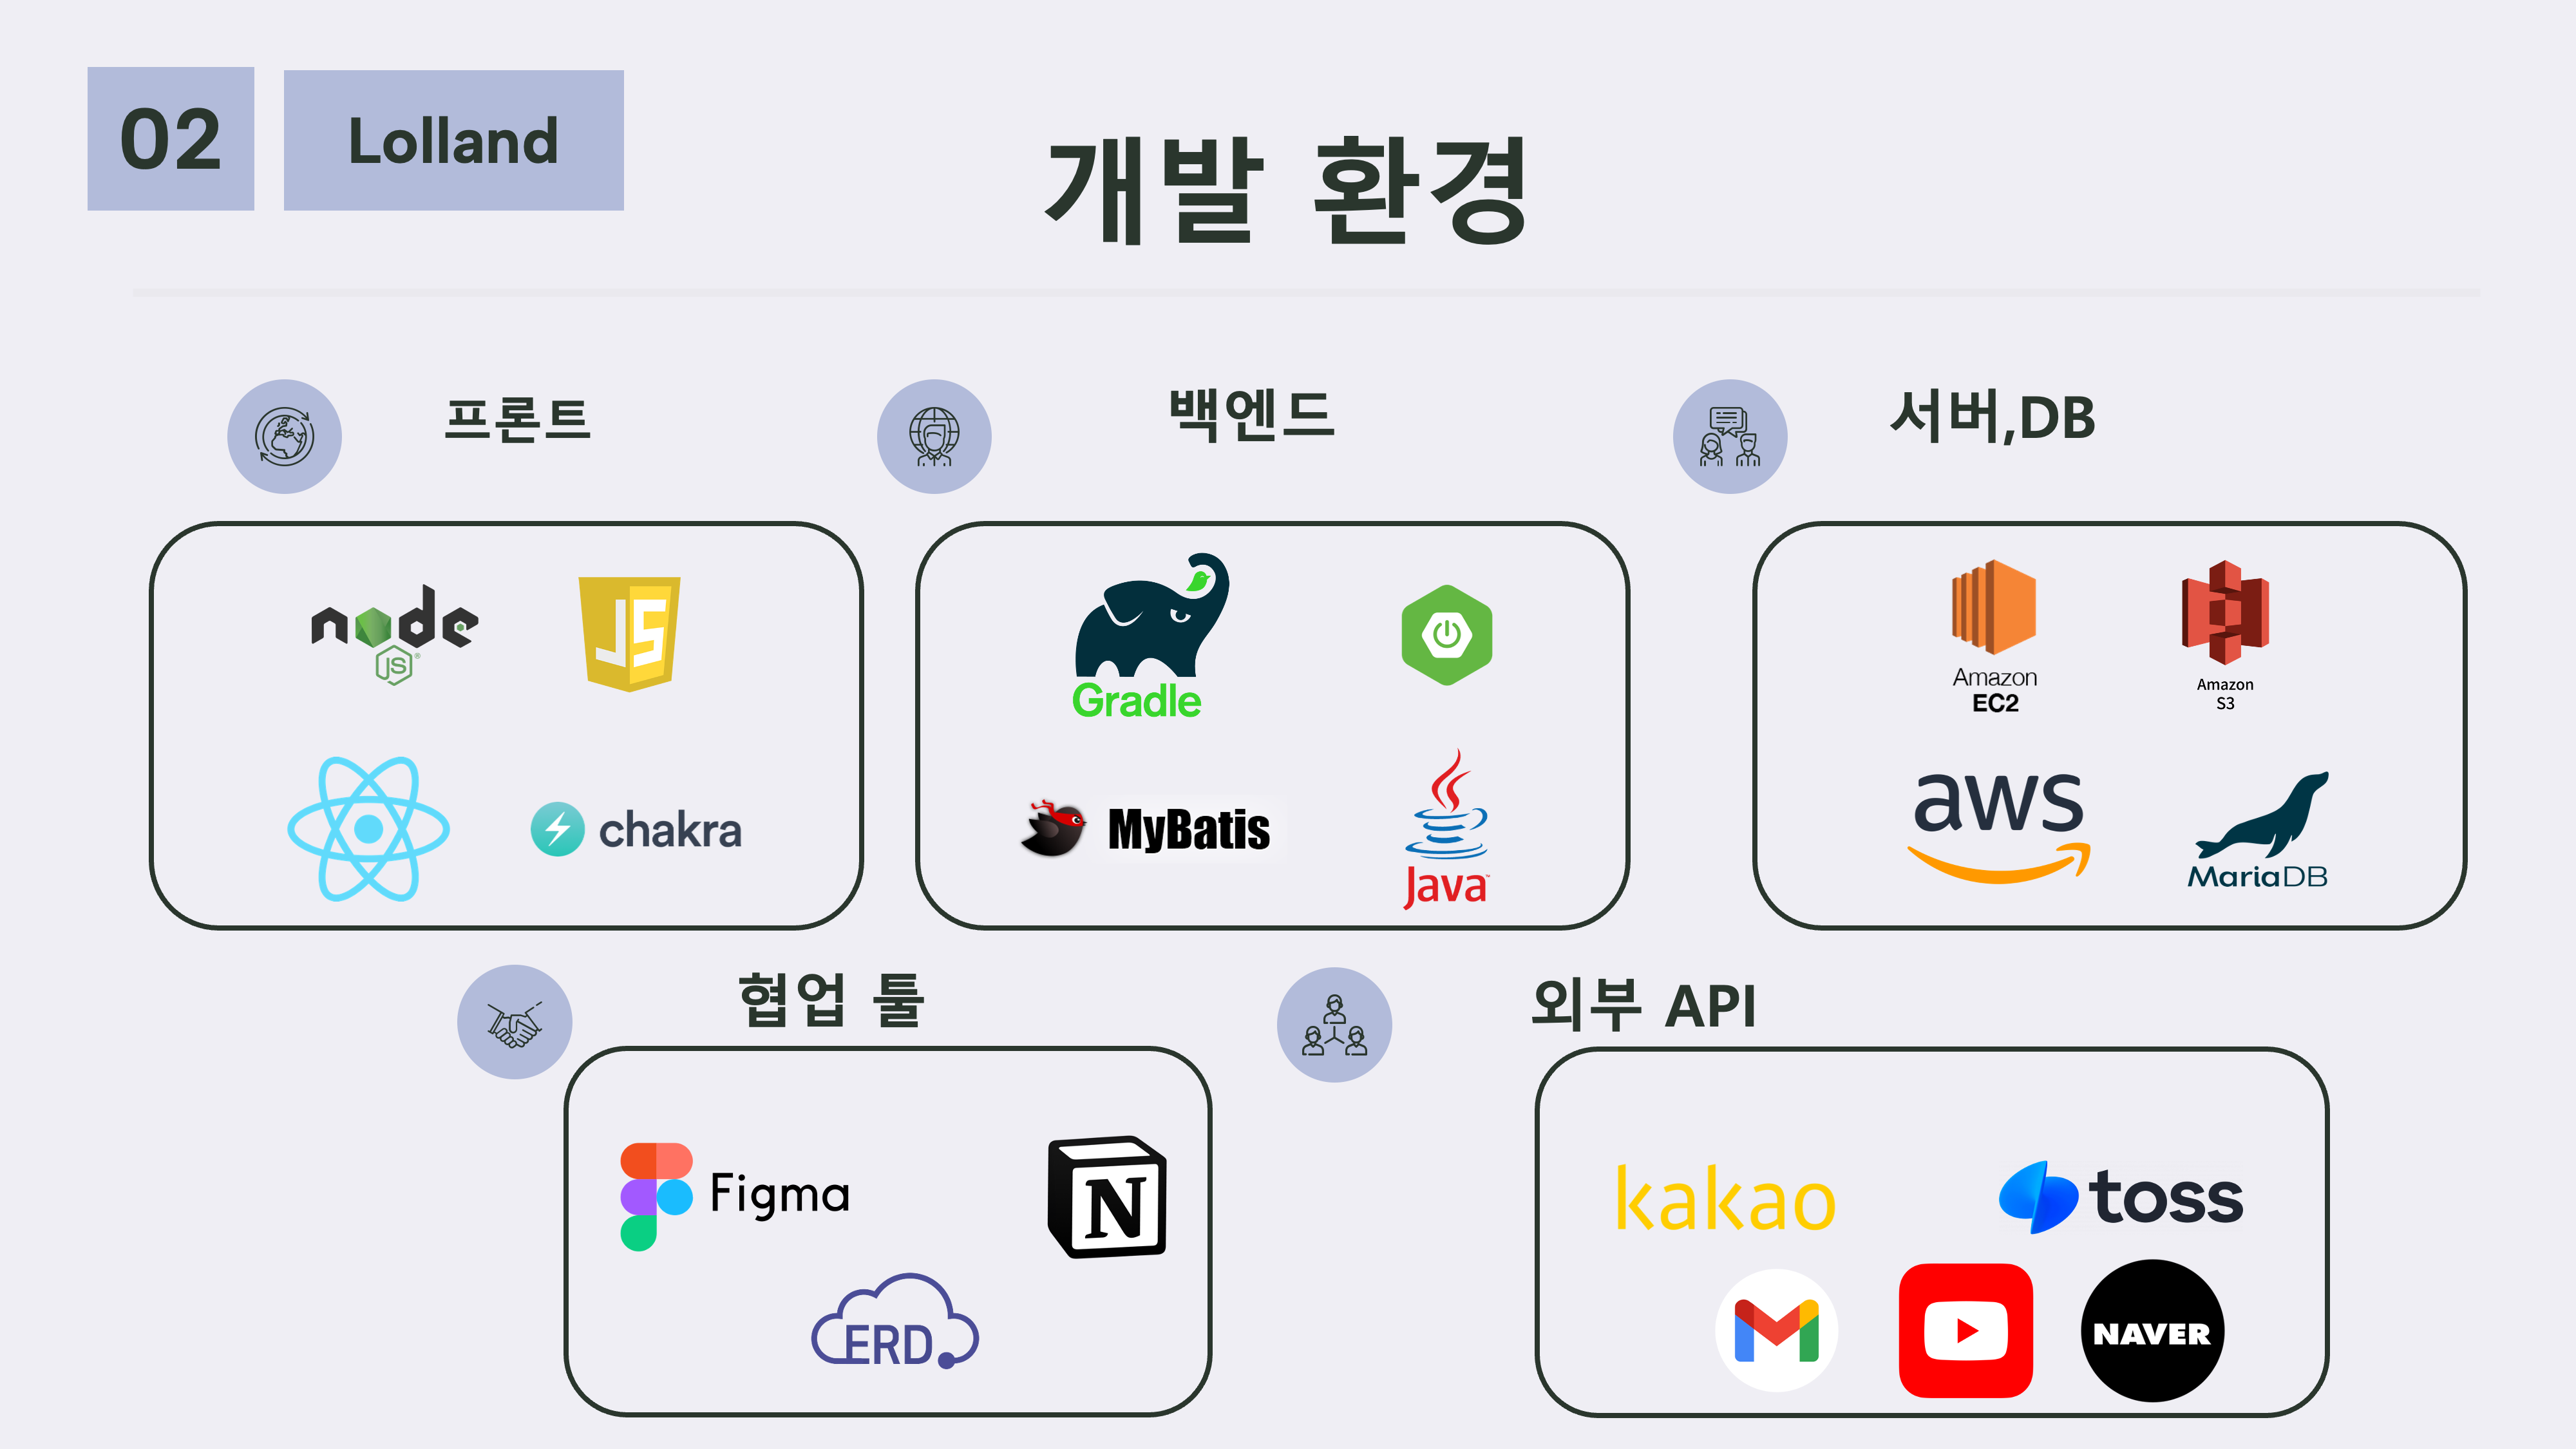 02
Lolland
개발 환경
프론트
백엔드
서버,DB
node
JS
JS
chakra
Gradle
MyBatis
Java™
Amazon
EC2
Amazon
S3
aws
MariaDB
협업 툴
외부 API
Figma
N
ERD
kakao
toss
NAVER